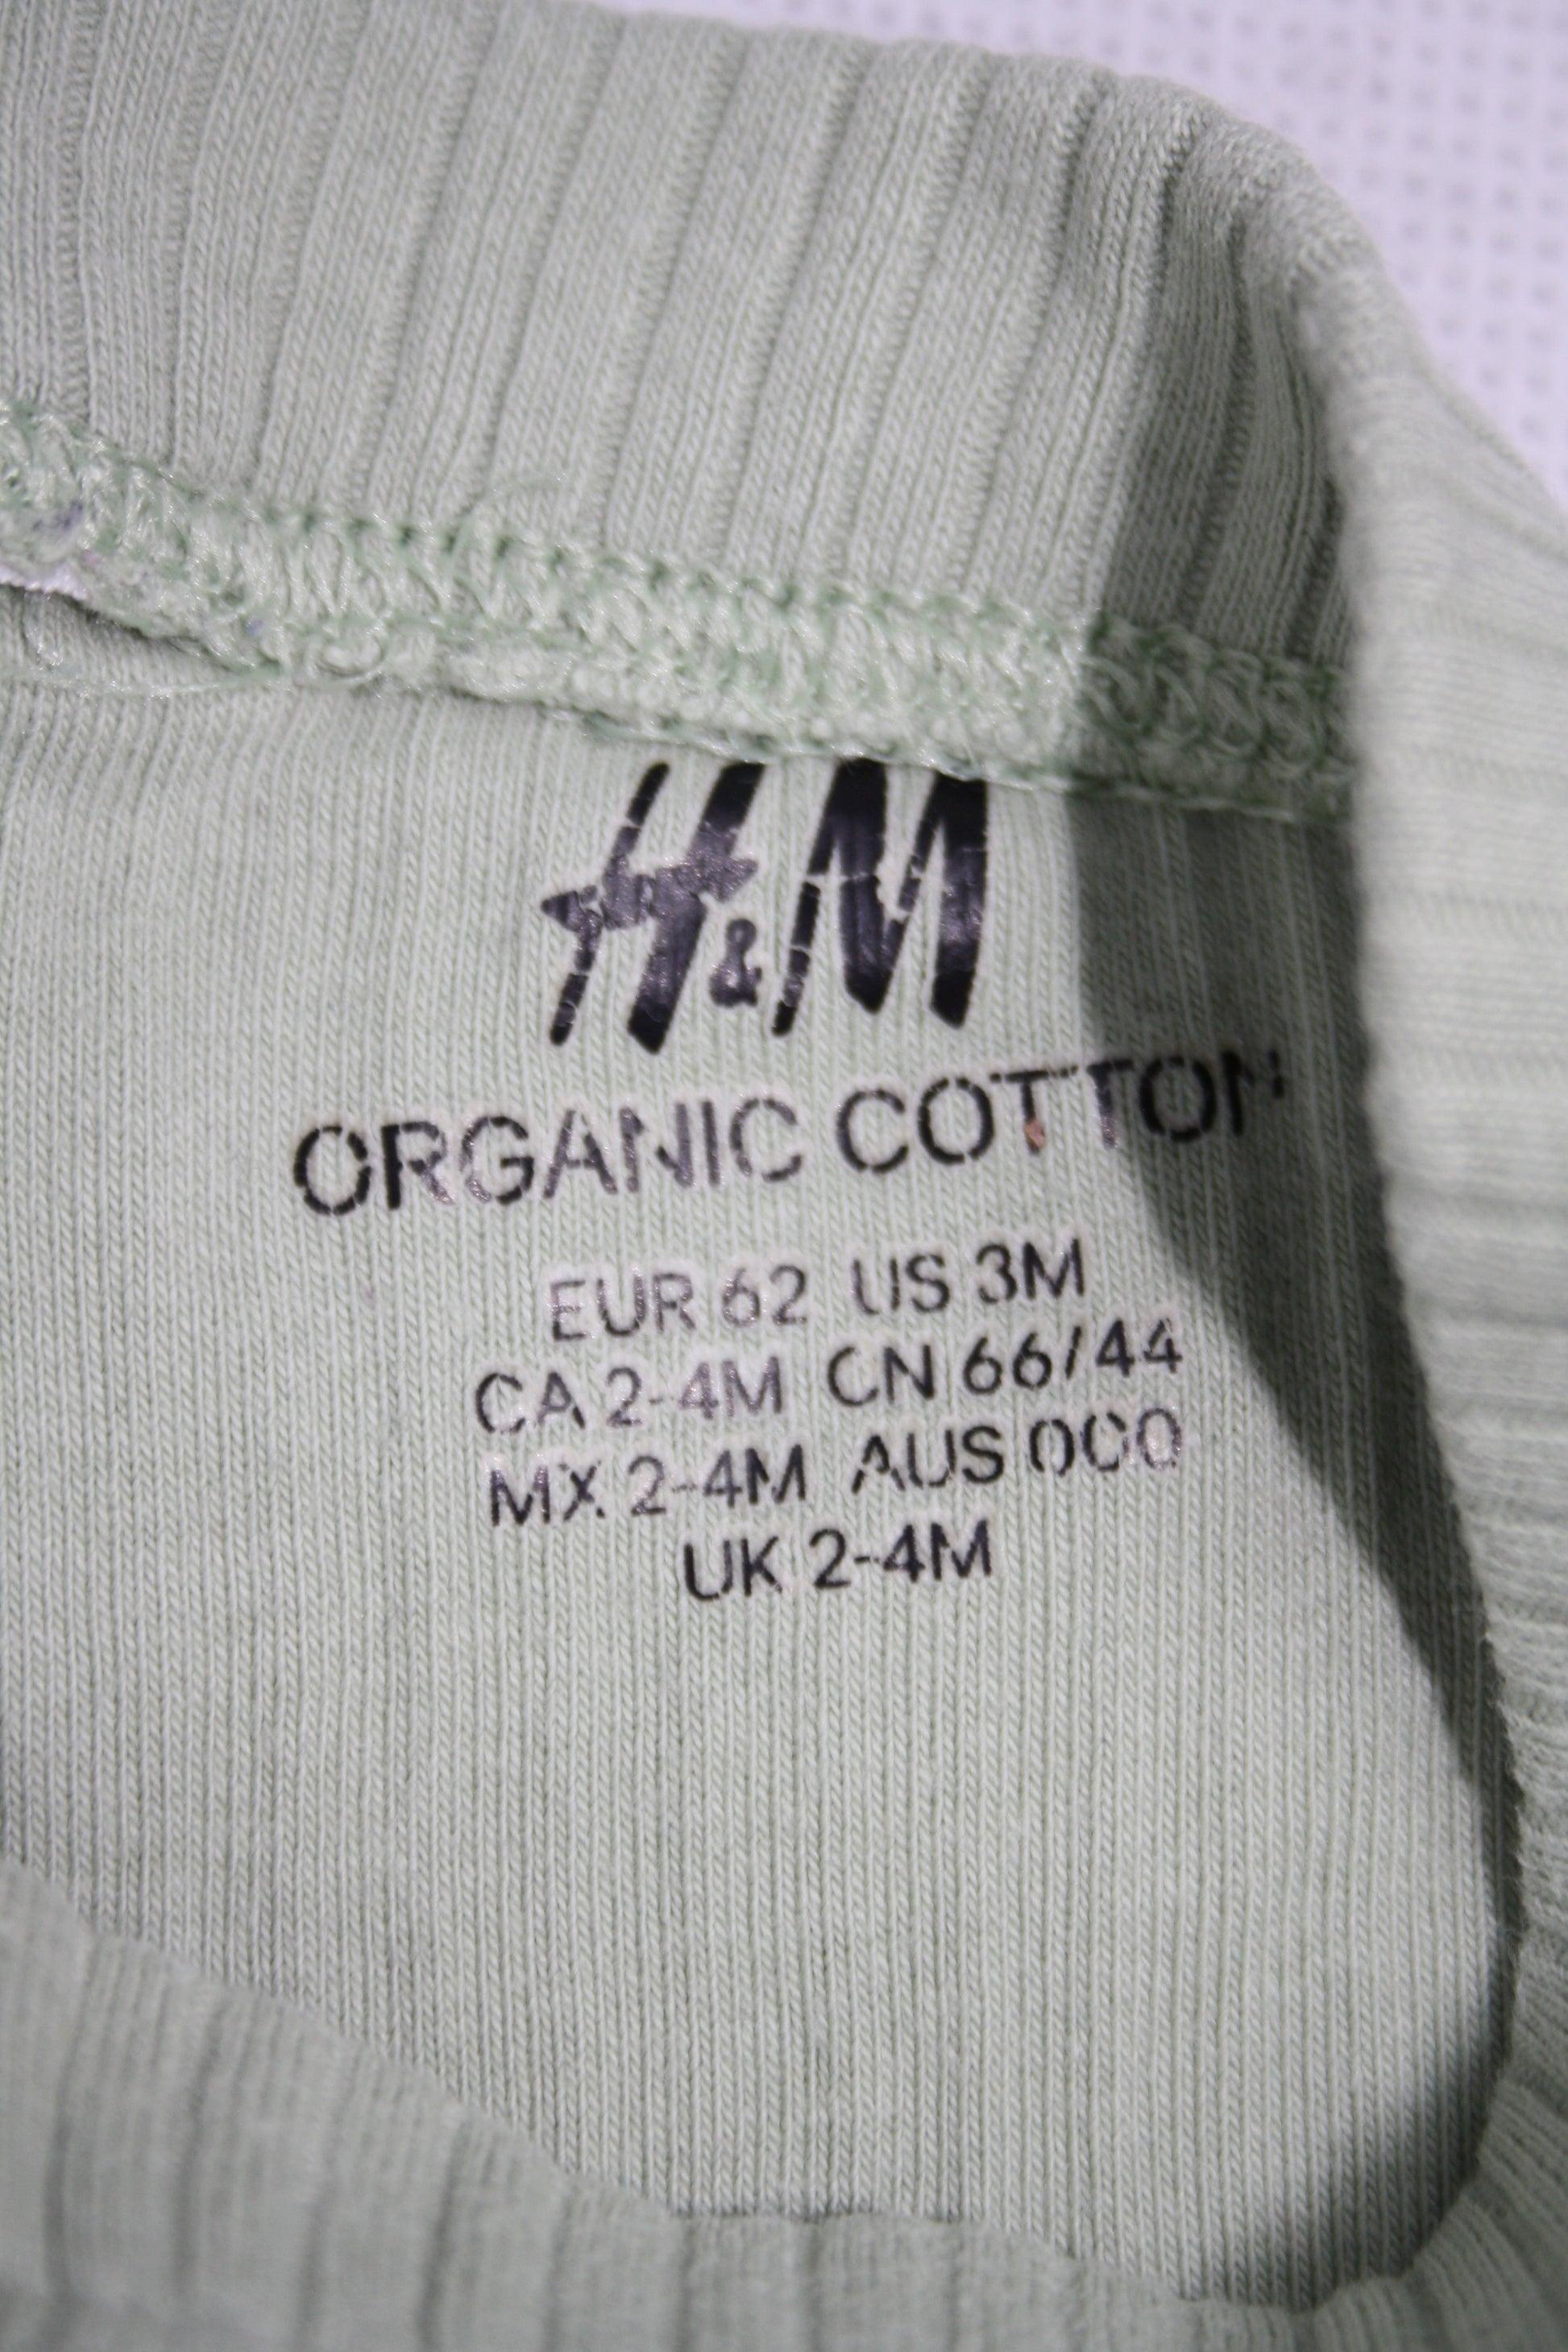 H&M
ORGANIC COTTON
EUR 62 US 3M
CA 2-4M CN 66/44
MX 2-4M AUS 000
UK 2-4M